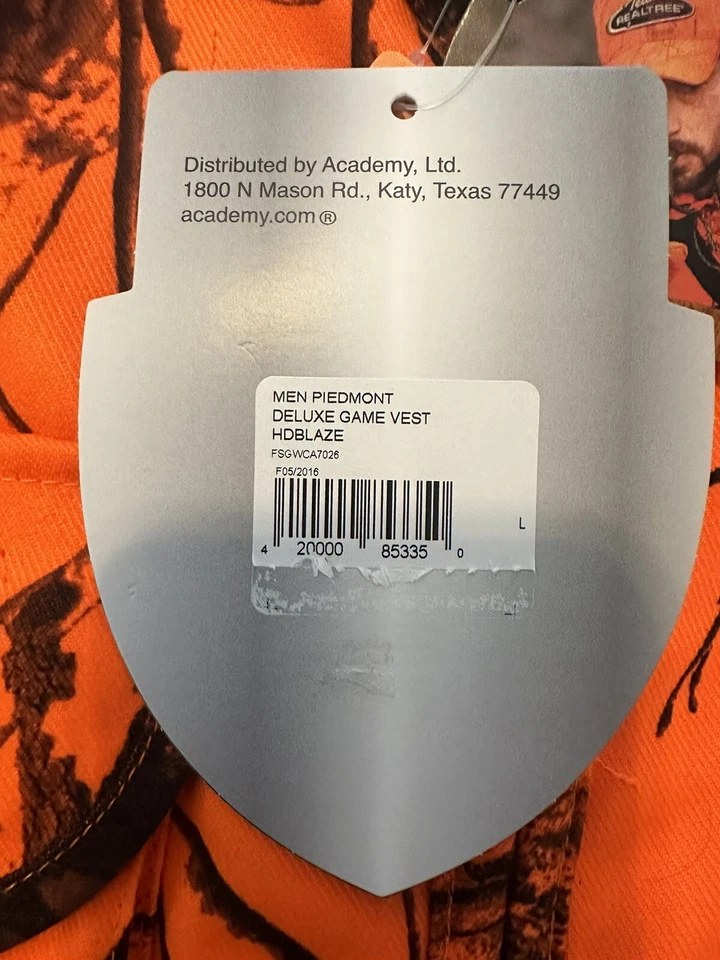 REALTREE
Distributed by Academy, Ltd.
1800 N Mason Rd., Katy, Texas 77449
academy.com®
MEN PIEDMONT
DELUXE GAME VEST
HDBLAZE
FSGWCA7026
F05/2016
L
4 20000 85335 0